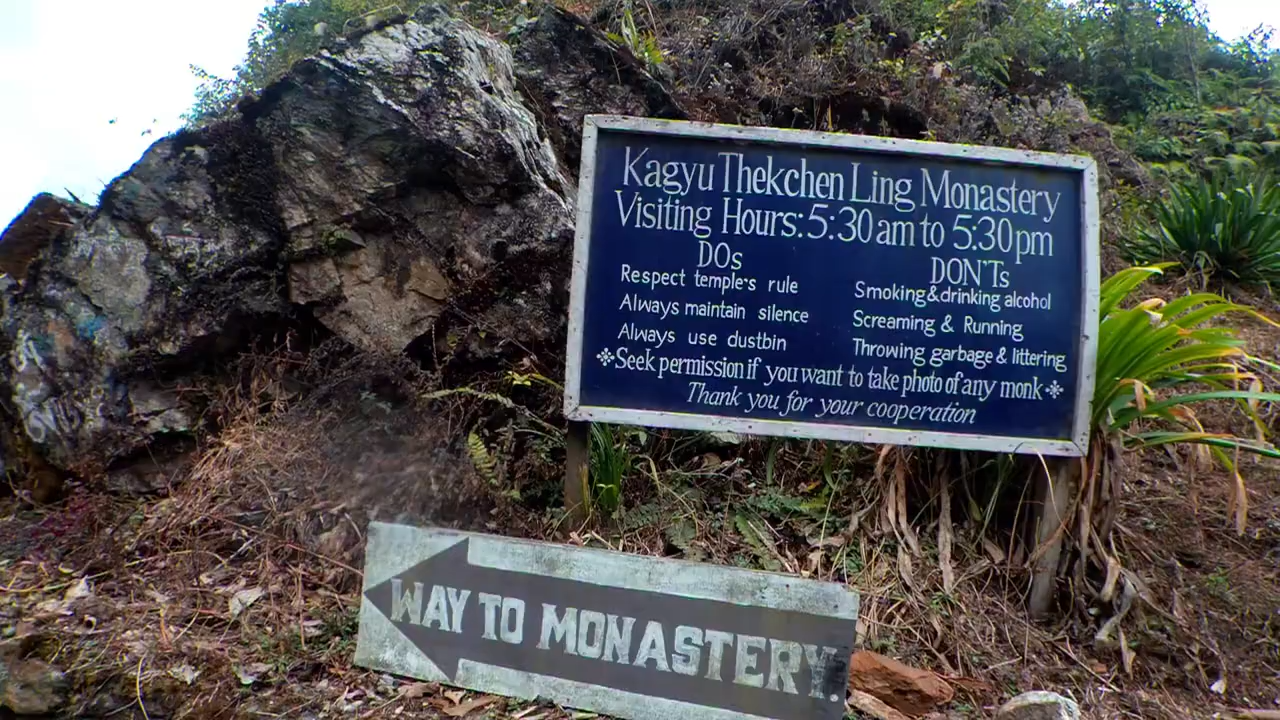 Kagyu Thekchen Ling Monastery
Visiting Hours: 5:30 am to 5:30 pm
DOs
Respect temple's rule
Always maintain silence
Always use dustbin
DON'Ts
Smoking & drinking alcohol
Screaming & Running
Throwing garbage & littering
❉Seek permission if you want to take photo of any monk❉
Thank you for your cooperation
WAY TO MONASTERY.